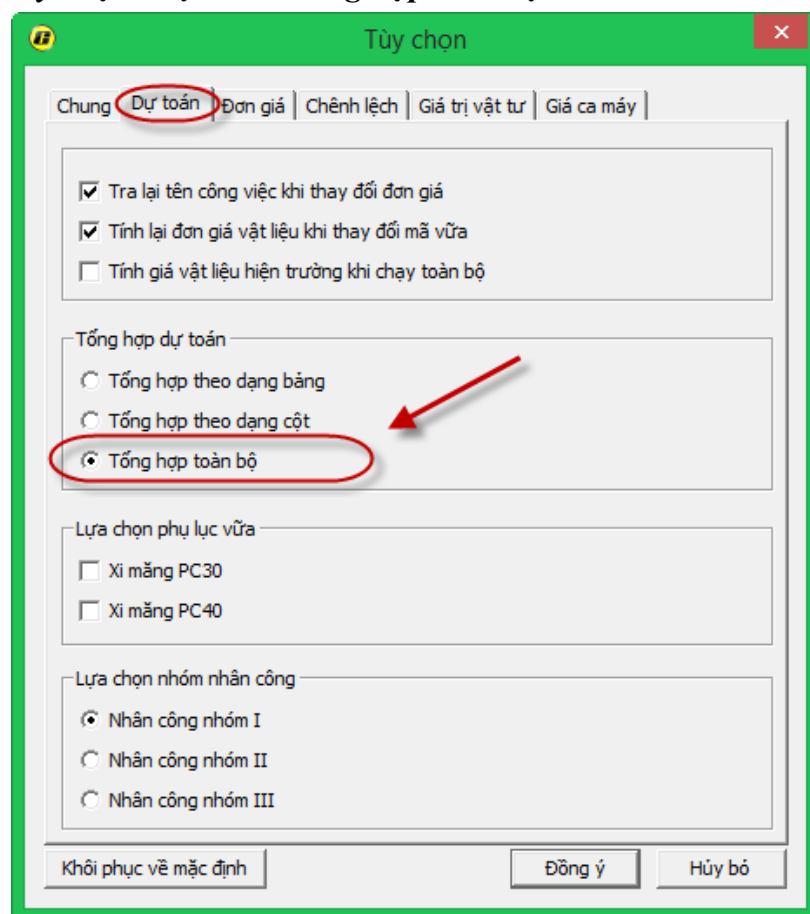 Tùy chọn
Chung Dự toán Đơn giá Chênh lệch Giá trị vật tư Giá ca máy
Tra lại tên công việc khi thay đổi đơn giá
Tính lại đơn giá vật liệu khi thay đổi mã vữa
Tính giá vật liệu hiện trường khi chạy toàn bộ
Tổng hợp dự toán
Tổng hợp theo dạng bảng
Tổng hợp theo dạng cột
Tổng hợp toàn bộ
Lựa chọn phụ lục vữa
Xi măng PC30
Xi măng PC40
Lựa chọn nhóm nhân công
Nhân công nhóm I
Nhân công nhóm II
Nhân công nhóm III
Khôi phục về mặc định Đồng ý Hủy bỏ